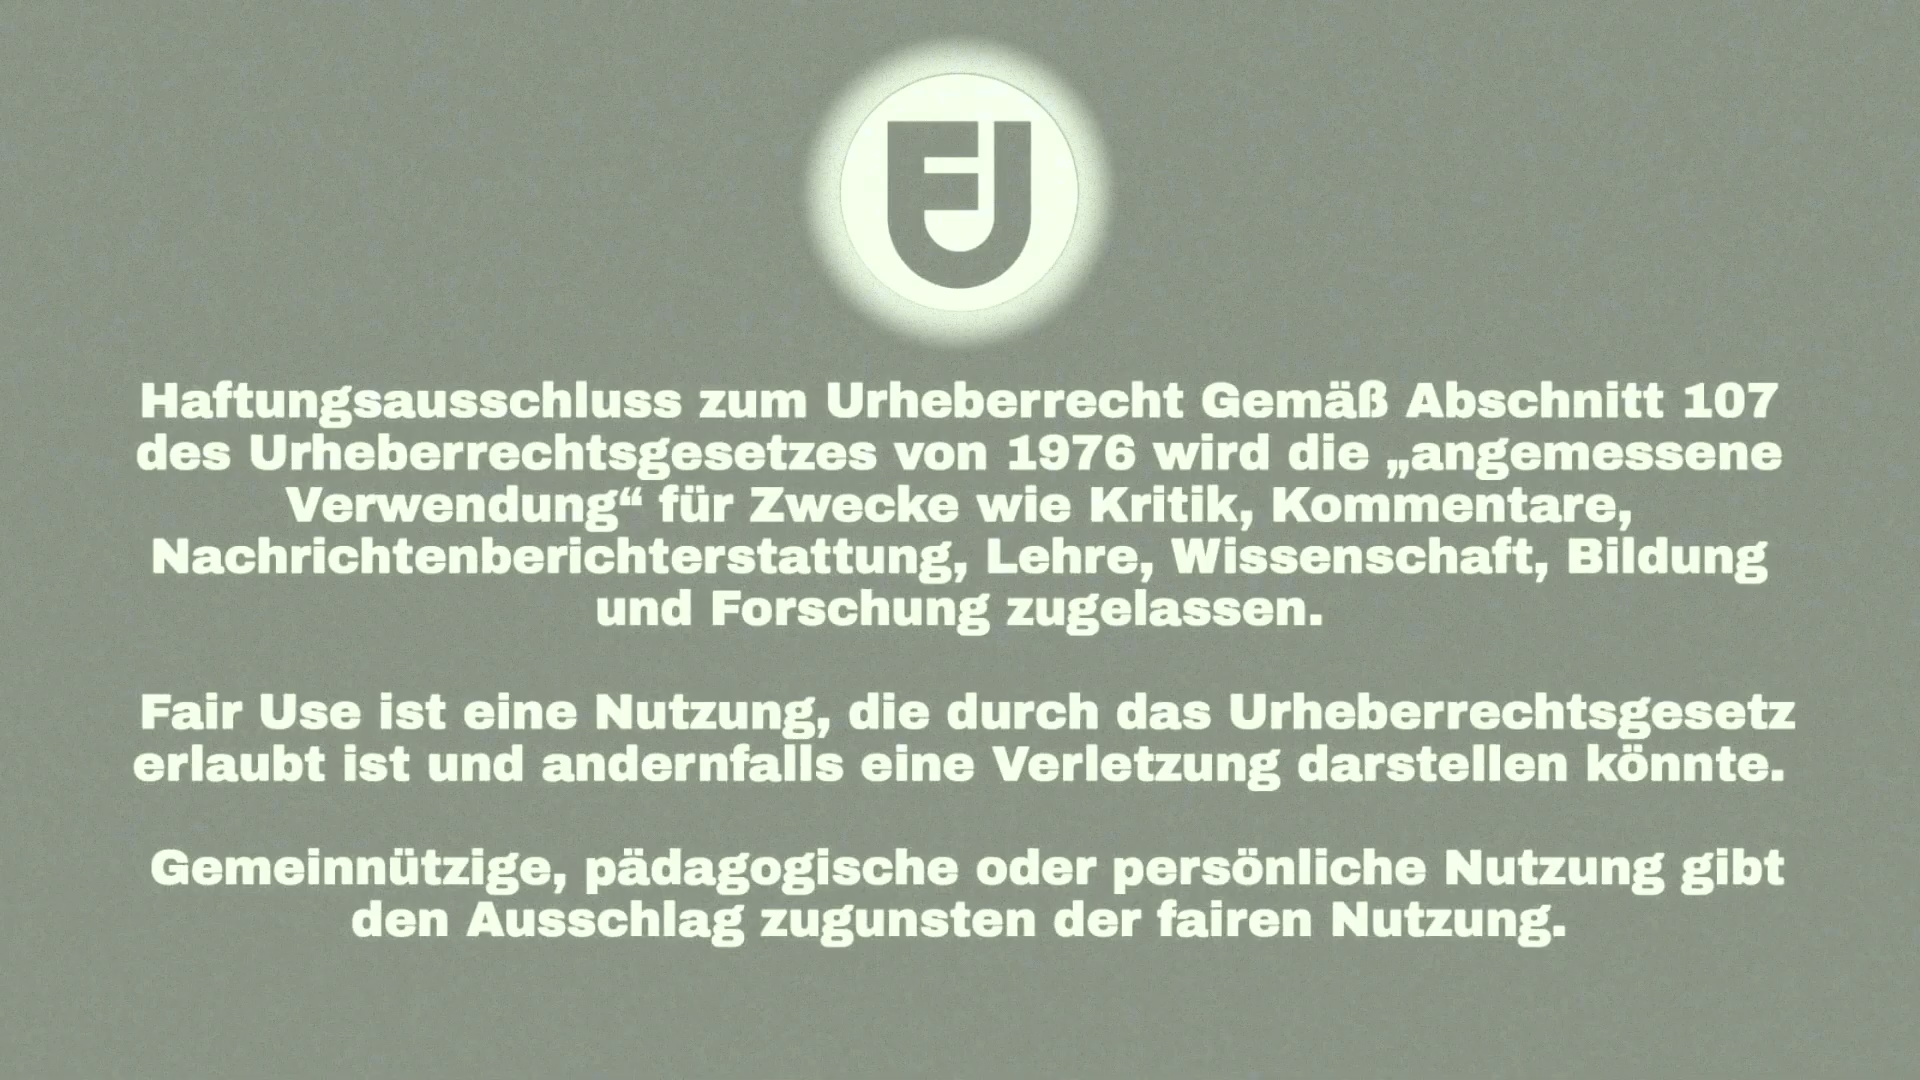 EJ
Haftungsausschluss zum Urheberrecht Gemäß Abschnitt 107
des Urheberrechtsgesetzes von 1976 wird die „angemessene
Verwendung“ für Zwecke wie Kritik, Kommentare,
Nachrichtenberichterstattung, Lehre, Wissenschaft, Bildung
und Forschung zugelassen.
Fair Use ist eine Nutzung, die durch das Urheberrechtsgesetz
erlaubt ist und andernfalls eine Verletzung darstellen könnte.
Gemeinnützige, pädagogische oder persönliche Nutzung gibt
den Ausschlag zugunsten der fairen Nutzung.